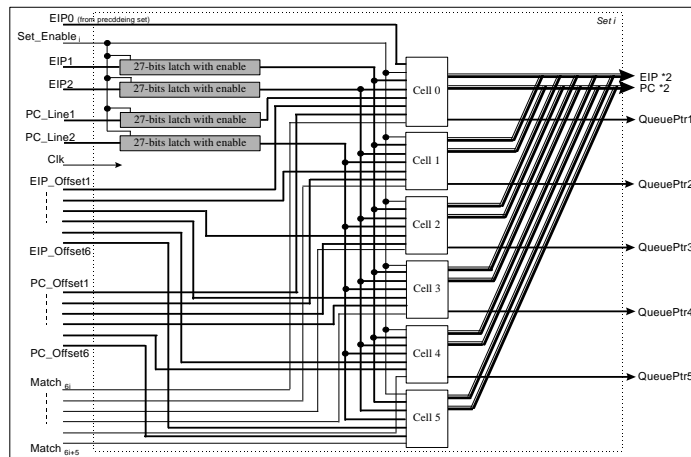 EIP0 (from precddeing set)
Set i
Set_Enable i
EIP1
27-bits latch with enable
EIP2
27-bits latch with enable
PC_Line1
27-bits latch with enable
PC_Line2
27-bits latch with enable
Clk
EIP_Offset1
EIP_Offset6
PC_Offset1
PC_Offset6
Match 6i
Match 6i+5
Cell 0
Cell 1
Cell 2
Cell 3
Cell 4
Cell 5
EIP *2
PC *2
QueuePtr1
QueuePtr2
QueuePtr3
QueuePtr4
QueuePtr5